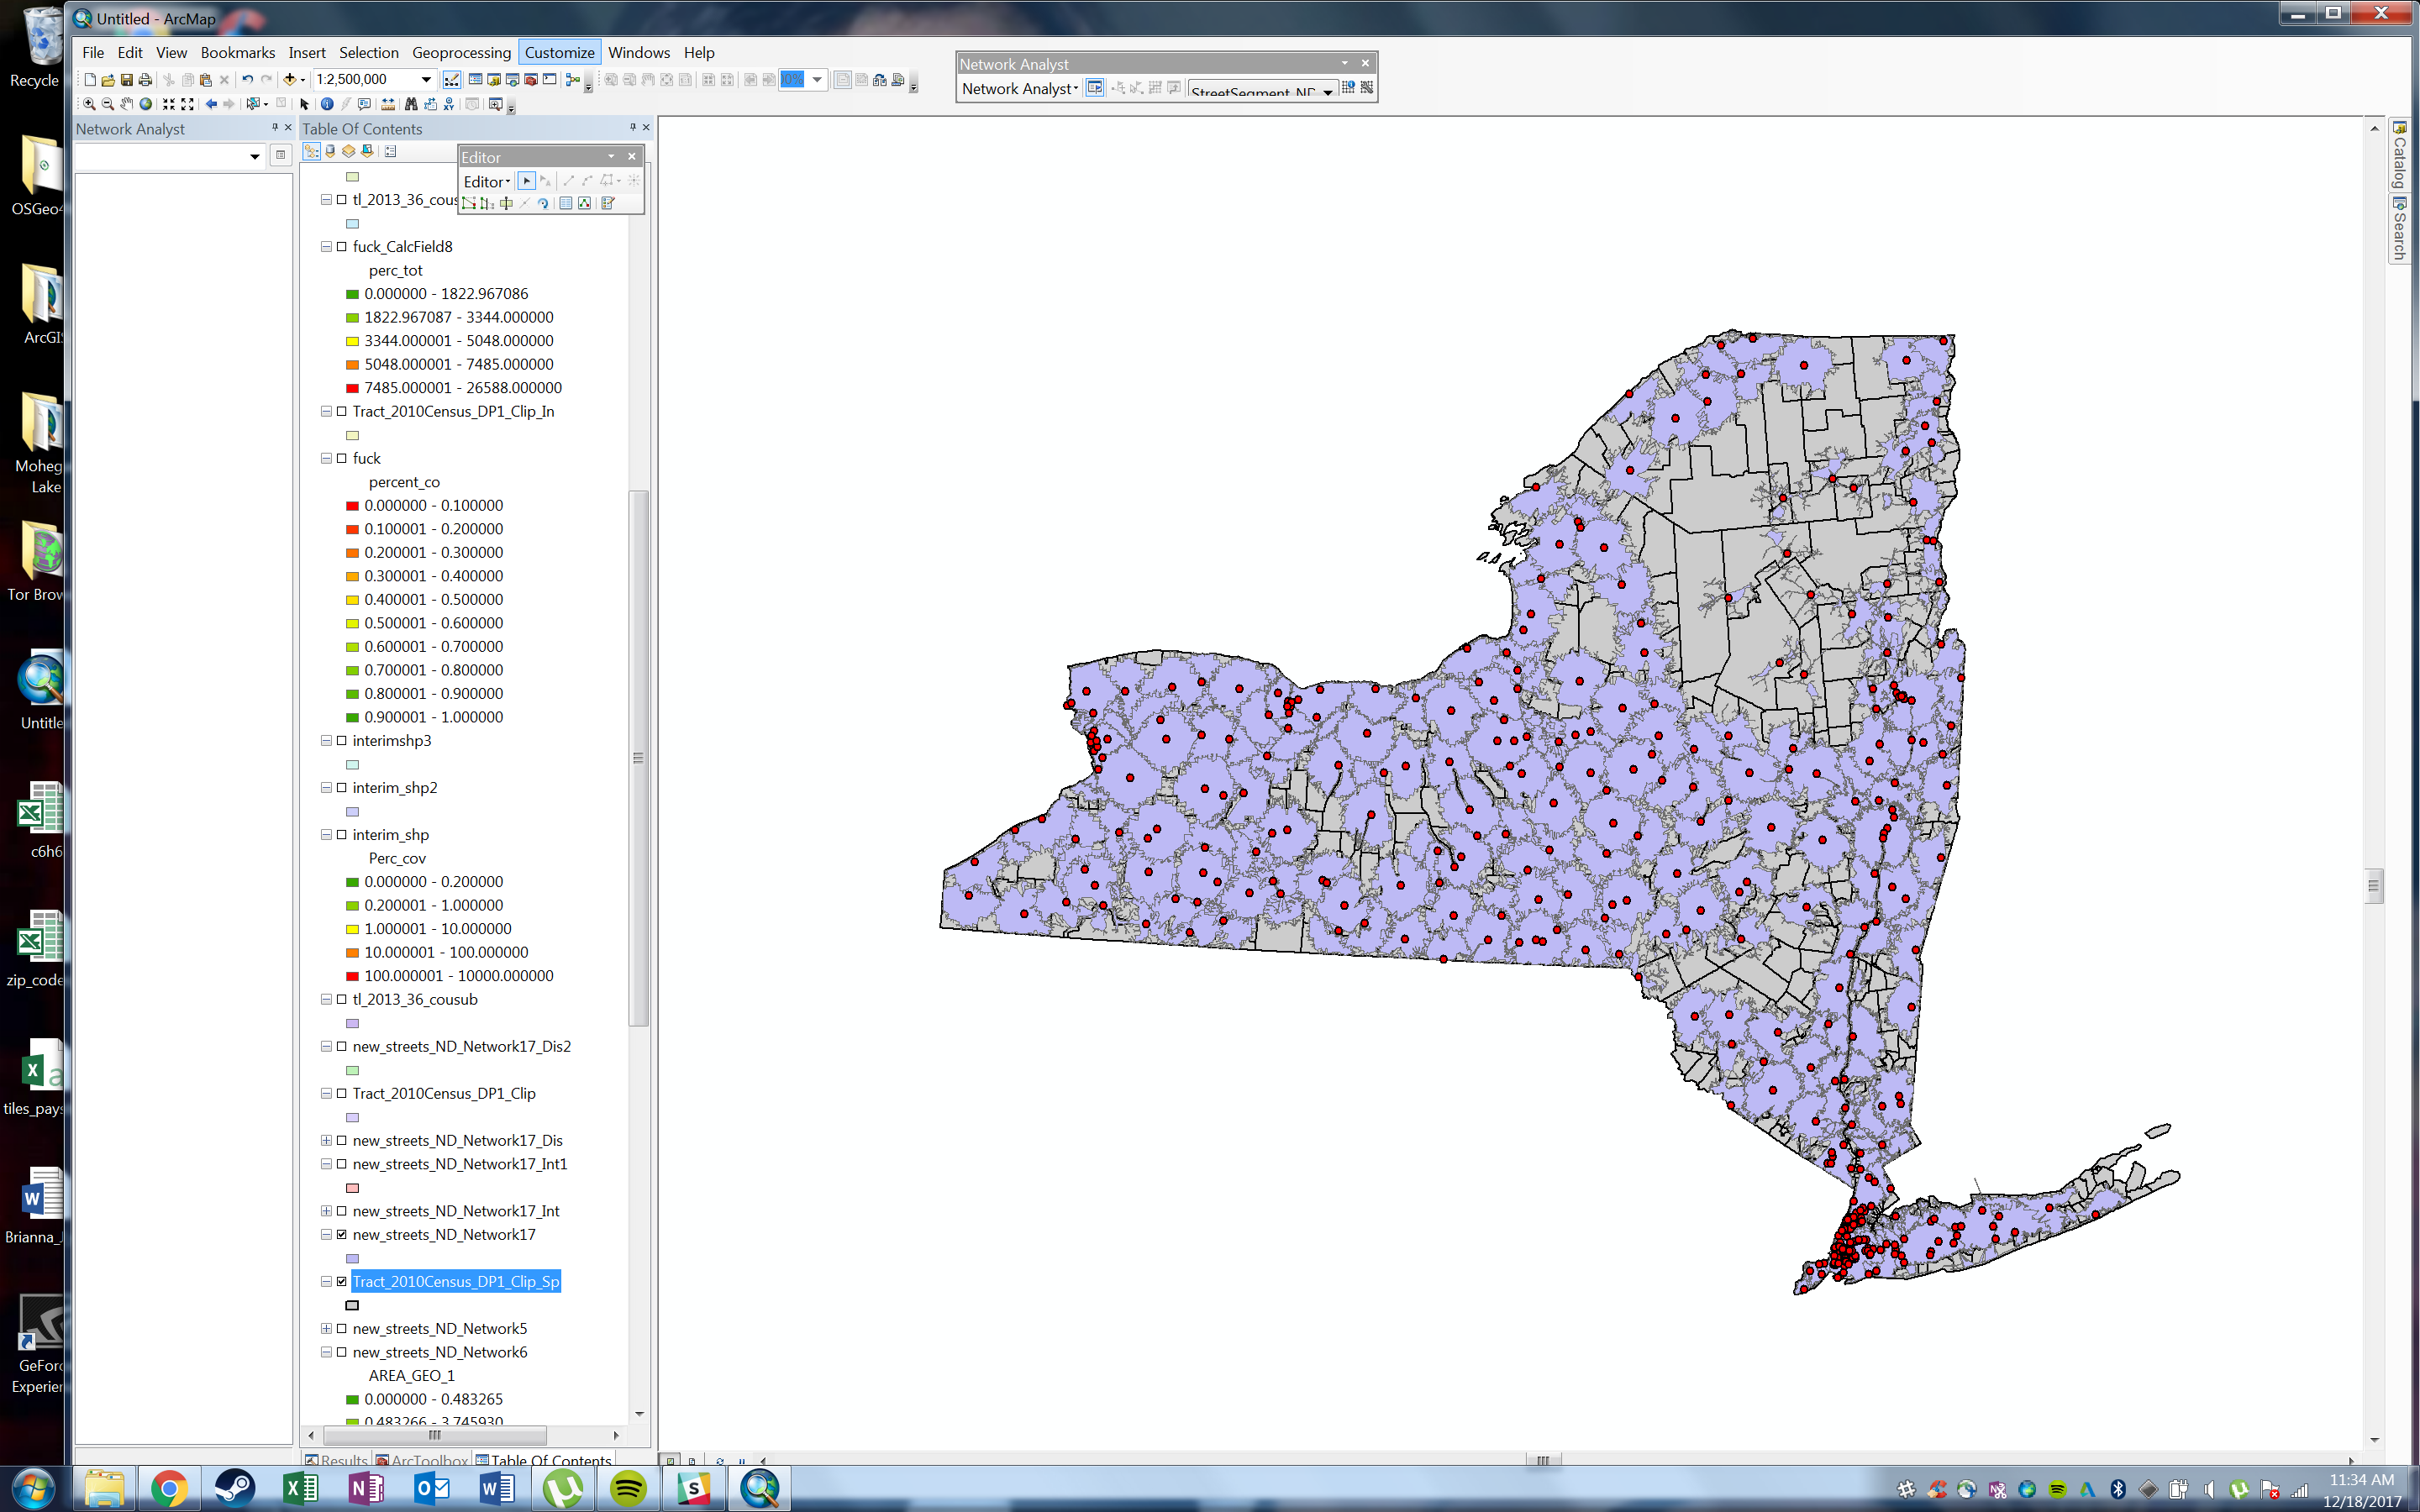 Untitled - ArcMap
File Edit View Bookmarks Insert Selection Geoprocessing Customize Windows Help
1:2,500,000
Network Analyst
Network Analyst
StreetSegment_ND
Network Analyst
Table Of Contents
Editor
Editor
tl_2013_36_cous
fuck_CalcField8
perc_tot
0.000000 - 1822.967086
1822.967087 - 3344.000000
3344.000001 - 5048.000000
5048.000001 - 7485.000000
7485.000001 - 26588.000000
Tract_2010Census_DP1_Clip_In
fuck
percent_co
0.000000 - 0.100000
0.100001 - 0.200000
0.200001 - 0.300000
0.300001 - 0.400000
0.400001 - 0.500000
0.500001 - 0.600000
0.600001 - 0.700000
0.700001 - 0.800000
0.800001 - 0.900000
0.900001 - 1.000000
interimshp3
interim_shp2
interim_shp
Perc_cov
0.000000 - 0.200000
0.200001 - 1.000000
1.000001 - 10.000000
10.000001 - 100.000000
100.000001 - 10000.000000
tl_2013_36_cousub
new_streets_ND_Network17_Dis2
Tract_2010Census_DP1_Clip
new_streets_ND_Network17_Dis
new_streets_ND_Network17_Int1
new_streets_ND_Network17_Int
new_streets_ND_Network17
Tract_2010Census_DP1_Clip_Sp
new_streets_ND_Network5
new_streets_ND_Network6
AREA_GEO_1
0.000000 - 0.483265
0.483266 - 3.745930
Results
ArcToolbox
Table Of Contents
Catalog
Search
Recycle
OSGeo4
ArcGI
Moheg
Lake
Tor Brow
Untitle
c6h6
zip_code
tiles_pays
Brianna_J
GeForc
Experien
11:34 AM
12/18/2017